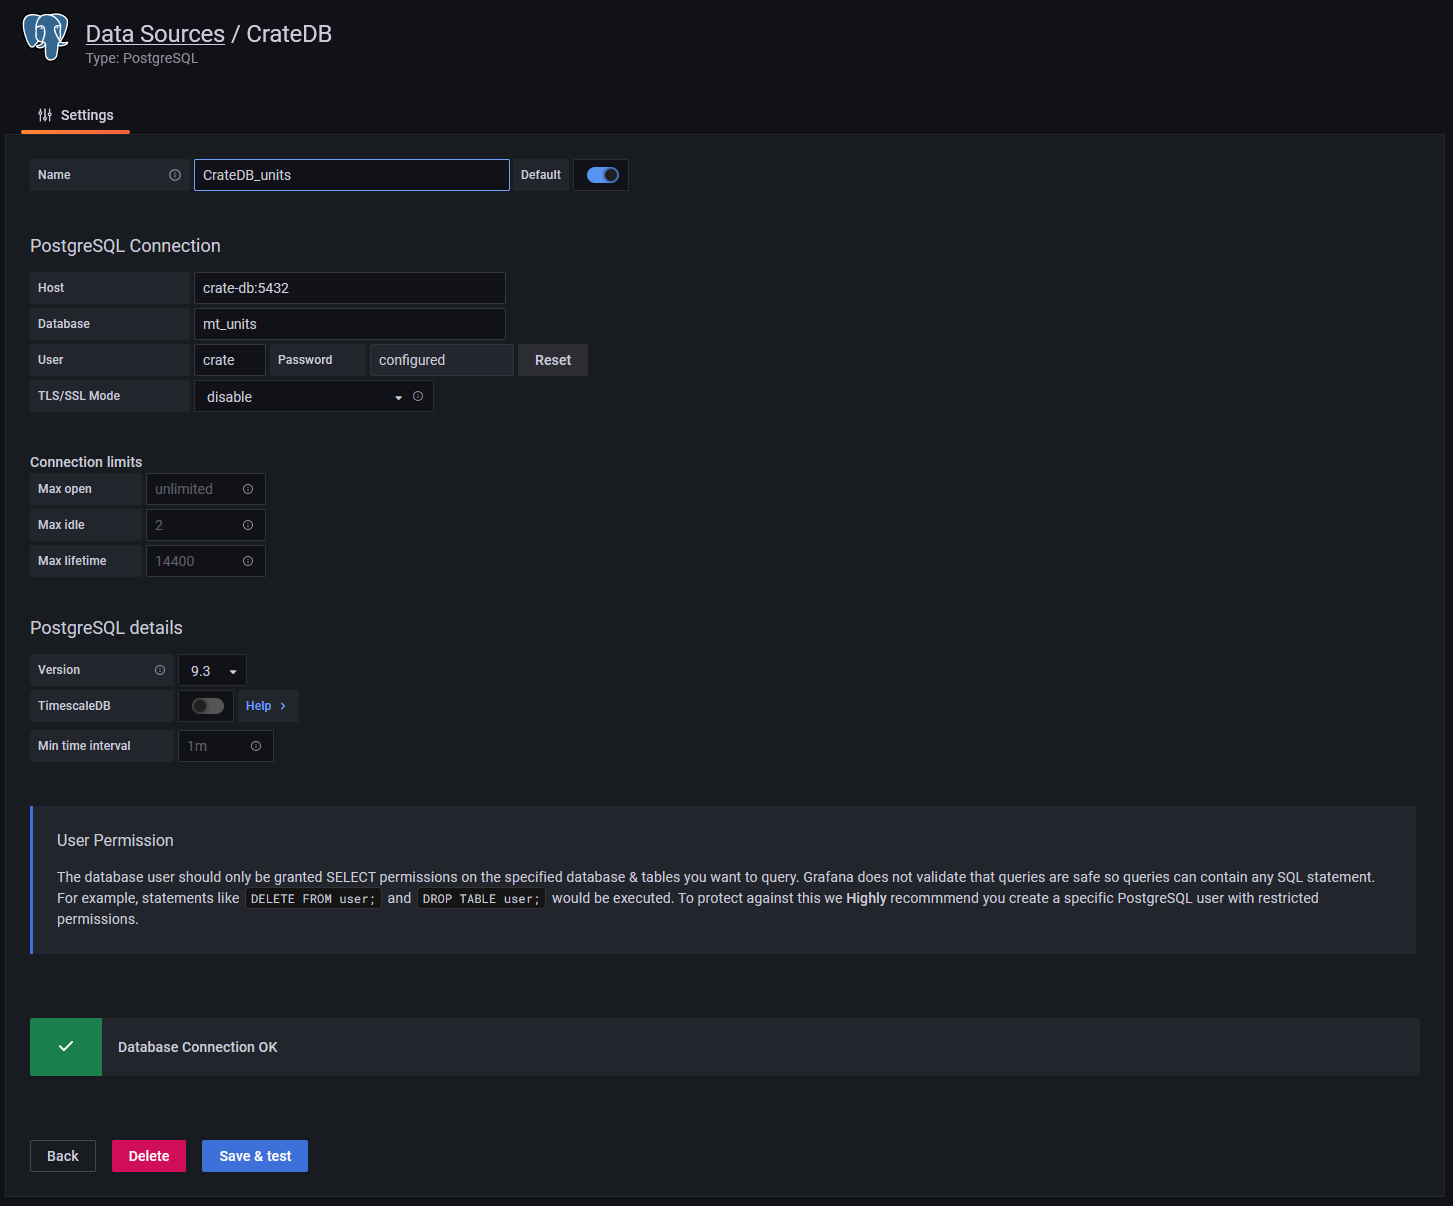 Data Sources / CrateDB
Type: PostgreSQL
Settings
Name CrateDB_units Default
PostgreSQL Connection
Host crate-db:5432
Database mt_units
User crate Password configured Reset
TLS/SSL Mode disable
Connection limits
Max open unlimited
Max idle 2
Max lifetime 14400
PostgreSQL details
Version 9.3
TimescaleDB Help
Min time interval 1m
User Permission
The database user should only be granted SELECT permissions on the specified database & tables you want to query. Grafana does not validate that queries are safe so queries can contain any SQL statement.
For example, statements like DELETE FROM user; and DROP TABLE user; would be executed. To protect against this we Highly recommmend you create a specific PostgreSQL user with restricted
permissions.
Database Connection OK
Back Delete Save & test